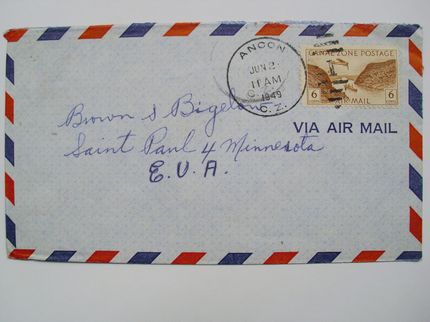 ANCON
JUN 2
11 AM
1949
C.Z.
CANAL ZONE POSTAGE
6 6
AIR MAIL
VIA AIR MAIL
Brown & Bigelow
Saint Paul 4 Minnesota
E.U.A.